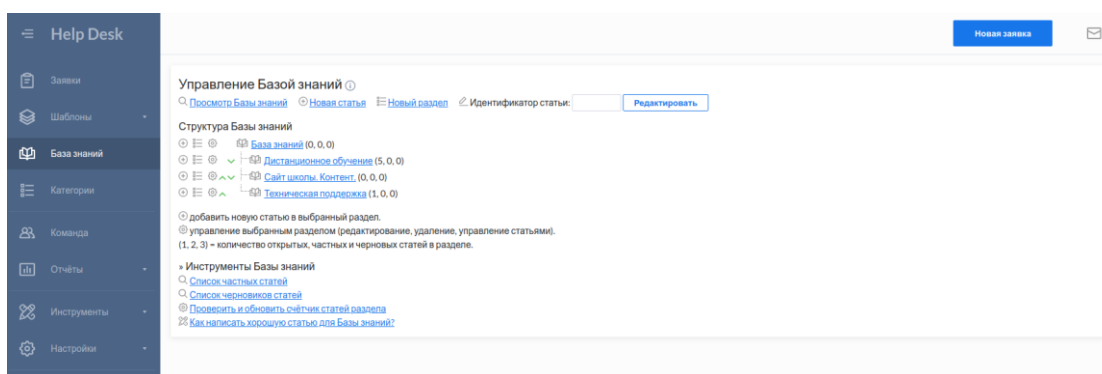 Help Desk
Новая заявка
Заявки
Шаблоны
База знаний
Категории
Команда
Отчёты
Инструменты
Настройки
Управление Базой знаний
Просмотр Базы знаний Новая статья Новый раздел Идентификатор статьи: Редактировать
Структура Базы знаний
База знаний (0, 0, 0)
Дистанционное обучение (5, 0, 0)
Сайт школы. Контент. (0, 0, 0)
Техническая поддержка (1, 0, 0)
добавить новую статью в выбранный раздел.
управление выбранным разделом (редактирование, удаление, управление статьями).
(1, 2, 3) = количество открытых, частных и черновых статей в разделе.
» Инструменты Базы знаний
Список частных статей
Список черновиков статей
Проверить и обновить счётчик статей раздела
Как написать хорошую статью для Базы знаний?